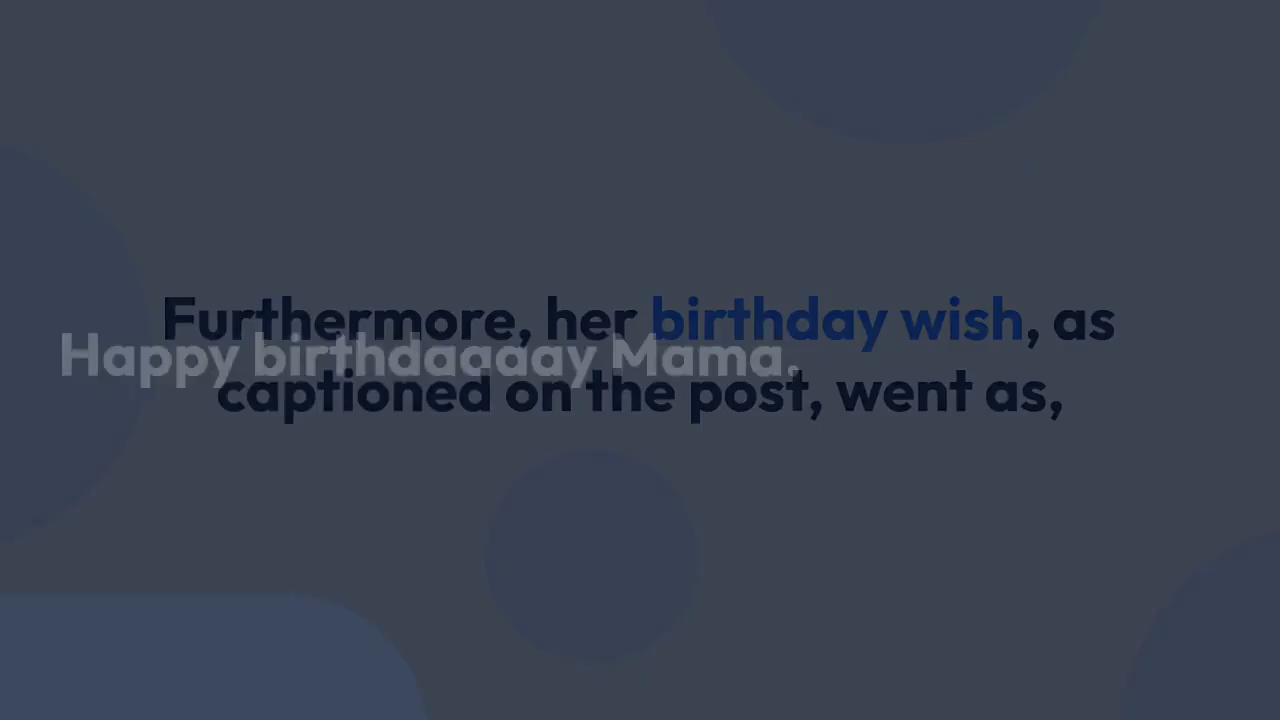 Furthermore, her birthday wish, as
Happy birthdaaaay Mama.
captioned on the post, went as,